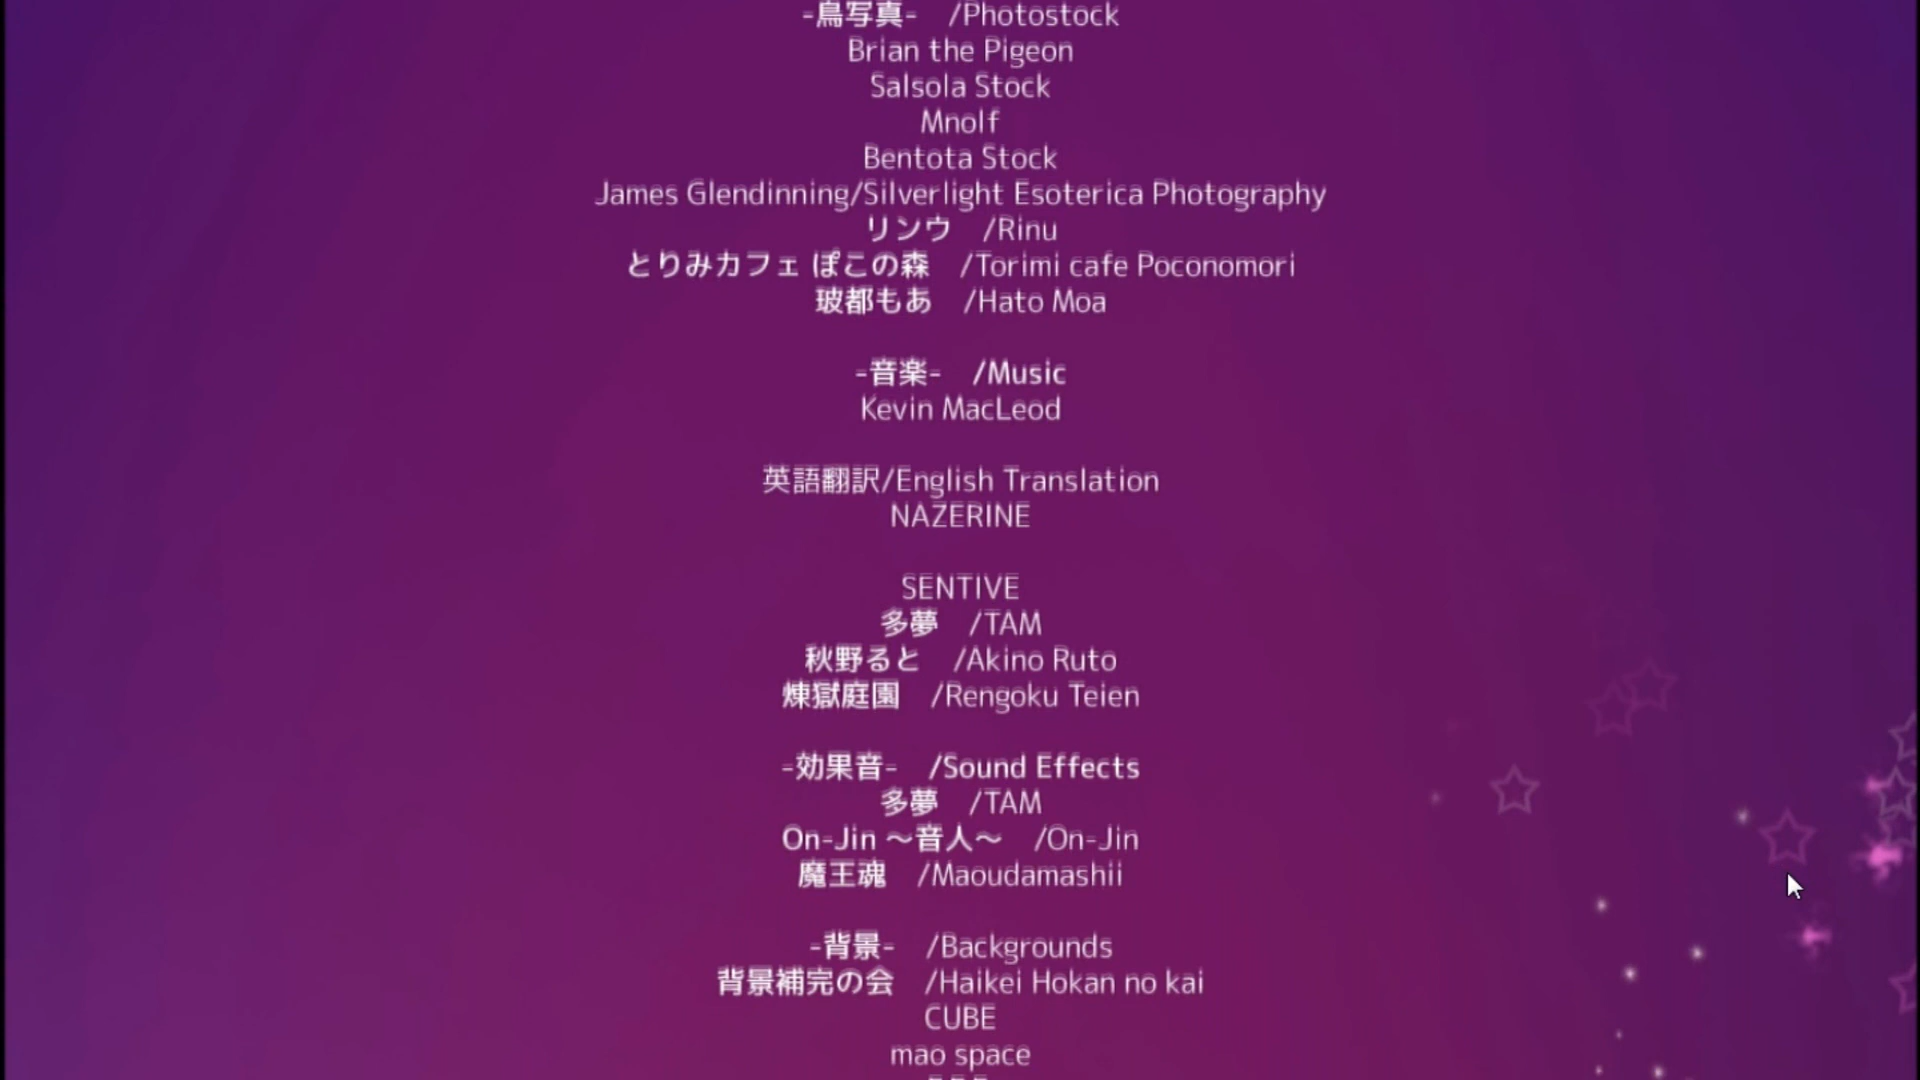 -鳥写真-　/Photostock
Brian the Pigeon
Salsola Stock
Mnolf
Bentota Stock
James Glendinning/Silverlight Esoterica Photography
リンウ　/Rinu
とりみカフェ ぽこの森　/Torimi cafe Poconomori
玻都もあ　/Hato Moa
-音楽-　/Music
Kevin MacLeod
英語翻訳/English Translation
NAZERINE
SENTIVE
多夢　/TAM
秋野ると　/Akino Ruto
煉獄庭園　/Rengoku Teien
-効果音-　/Sound Effects
多夢　/TAM
On-Jin ～音人～　/On-Jin
魔王魂　/Maoudamashii
-背景-　/Backgrounds
背景補完の会　/Haikei Hokan no kai
CUBE
mao space